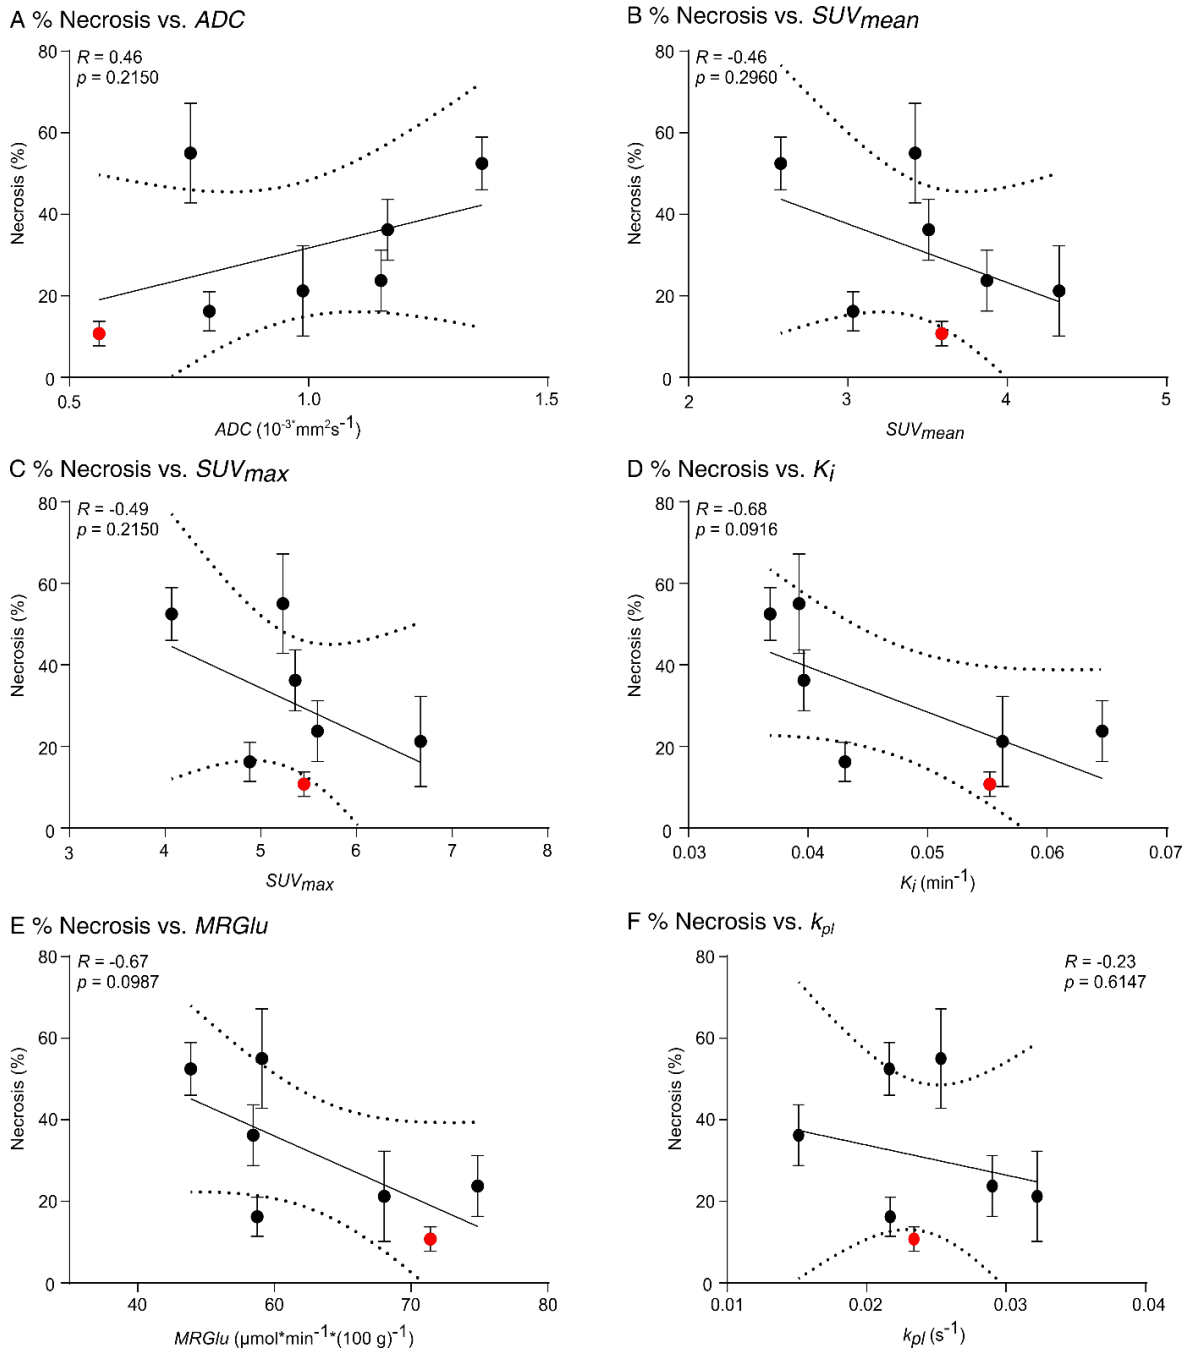 A % Necrosis vs. ADC
R = 0.46
p = 0.2150
80
60
40
20
0
Necrosis (%)
0.5 1.0 1.5
ADC (10-3*mm2s-1)
B % Necrosis vs. SUVmean
R = -0.46
p = 0.2960
80
60
40
20
0
Necrosis (%)
2 3 4 5
SUVmean
C % Necrosis vs. SUVmax
R = -0.49
p = 0.2150
80
60
40
20
0
Necrosis (%)
3 4 5 6 7 8
SUVmax
D % Necrosis vs. Ki
R = -0.68
p = 0.0916
80
60
40
20
0
Necrosis (%)
0.03 0.04 0.05 0.06 0.07
Ki (min-1)
E % Necrosis vs. MRGlu
R = -0.67
p = 0.0987
80
60
40
20
0
Necrosis (%)
40 60 70 80
MRGlu (µmol*min-1*(100 g)-1)
F % Necrosis vs. kpl
R = -0.23
p = 0.6147
80
60
40
20
0
Necrosis (%)
0.01 0.02 0.03 0.04
kpl (s-1)